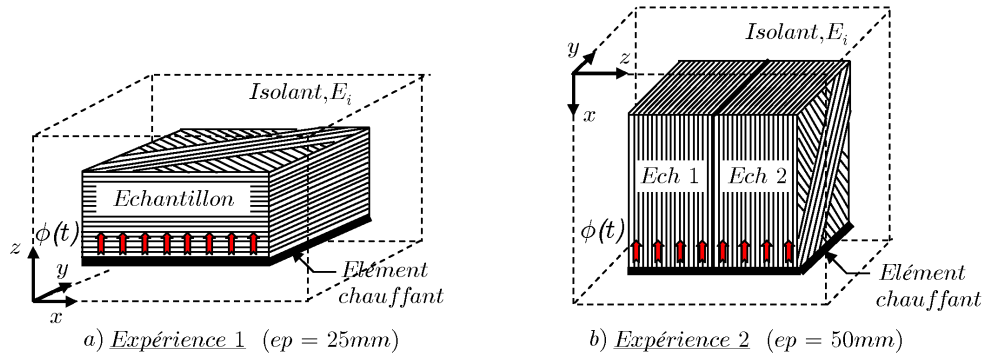 Isolant,E_i
Echantillon
ϕ(t)
z
y
x
Elément
chauffant
a) Expérience 1 (ep = 25mm)
y
z
x
Isolant,E_i
Ech 1
Ech 2
ϕ(t)
Elément
chauffant
b) Expérience 2 (ep = 50mm)